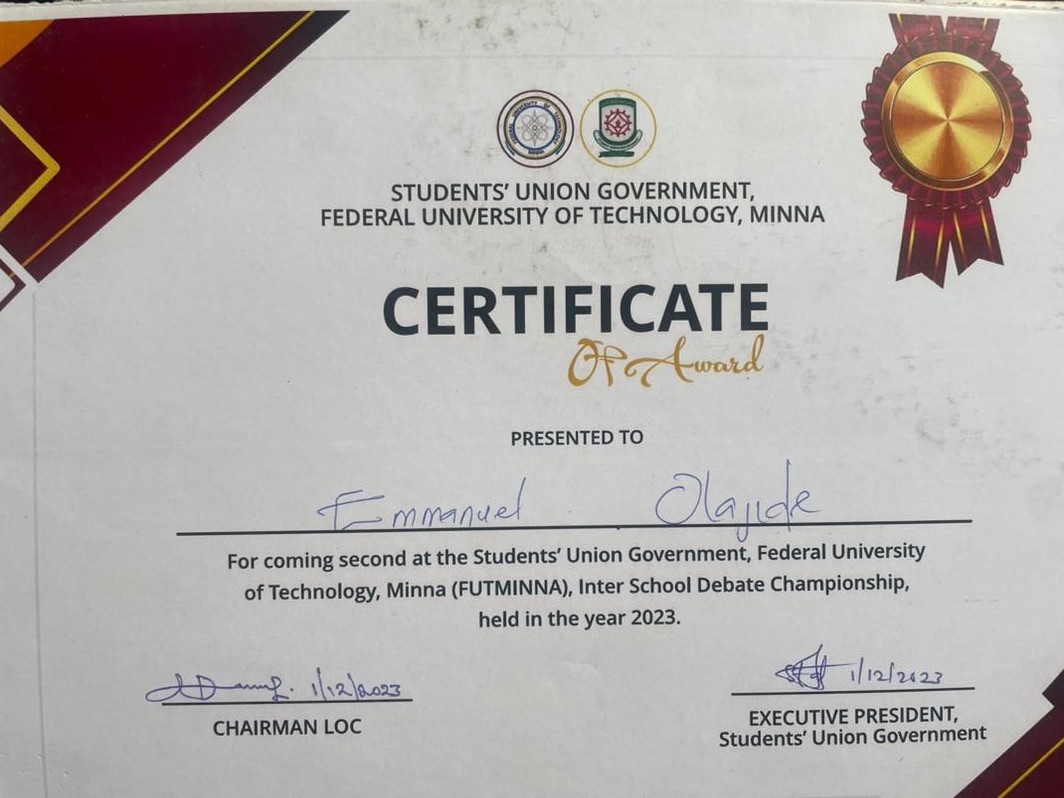 STUDENTS' UNION GOVERNMENT,
FEDERAL UNIVERSITY OF TECHNOLOGY, MINNA
CERTIFICATE
Of Award
PRESENTED TO
Emmanuel Olajide
For coming second at the Students' Union Government, Federal University
of Technology, Minna (FUTMINNA), Inter School Debate Championship,
held in the year 2023.
1/12/2023
CHAIRMAN LOC
1/12/2023
EXECUTIVE PRESIDENT,
Students' Union Government